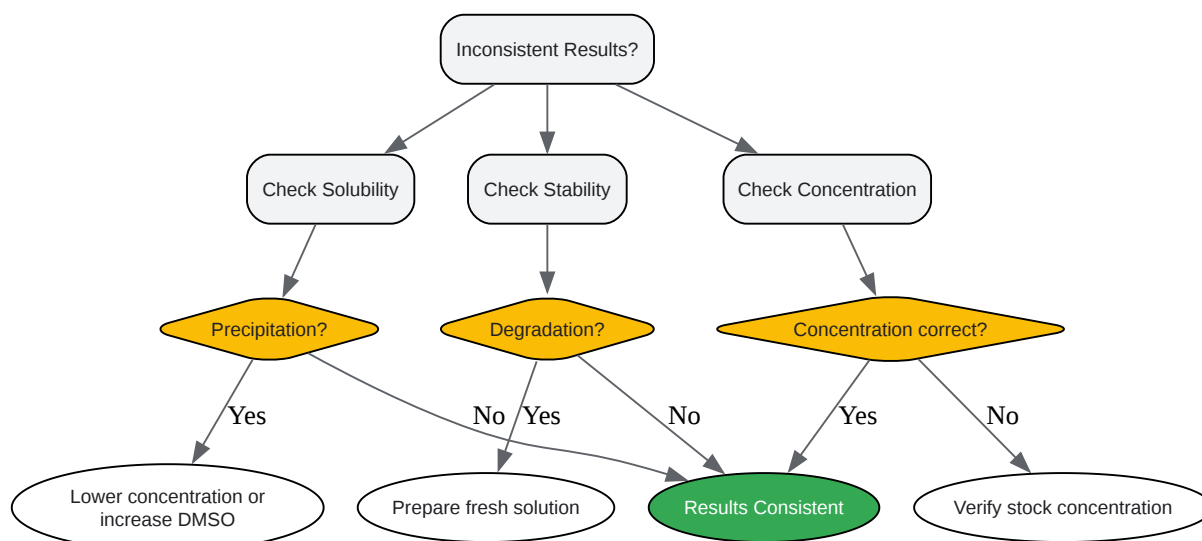 Inconsistent Results?
Check Solubility
Check Stability
Check Concentration
Precipitation?
Degradation?
Concentration correct?
Yes
No
Yes
No
Yes
No
Lower concentration or
increase DMSO
Prepare fresh solution
Results Consistent
Verify stock concentration